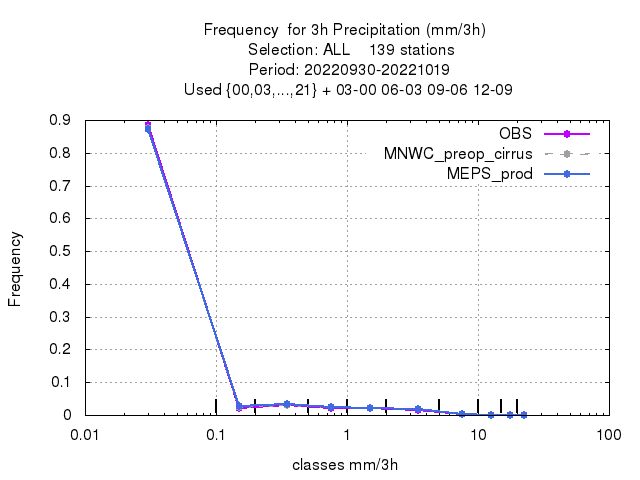 Frequency  for 3h Precipitation (mm/3h)
Selection: ALL    139 stations
Period: 20220930-20221019
Used {00,03,...,21} + 03-00 06-03 09-06 12-09
OBS
MNWC_preop_cirrus
MEPS_prod
Frequency
0.9
0.8
0.7
0.6
0.5
0.4
0.3
0.2
0.1
0
0.01 0.1 1 10 100
classes mm/3h